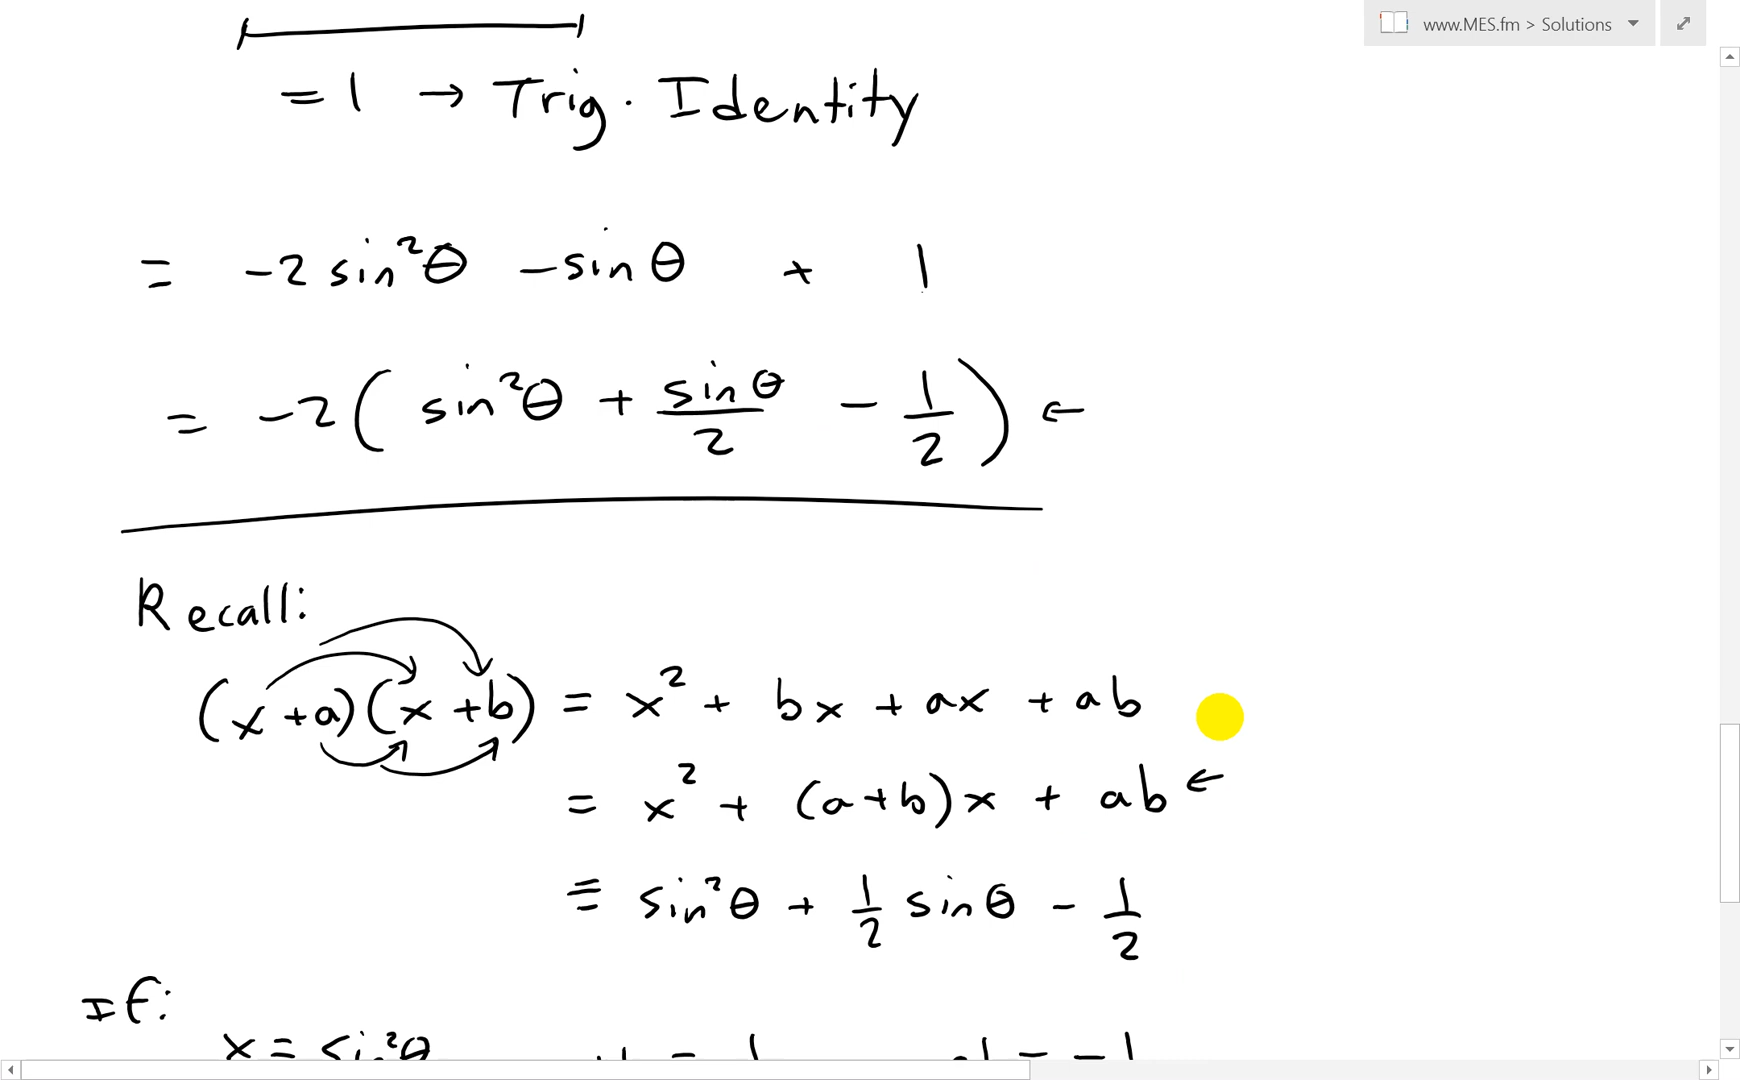 www.MES.fm > Solutions
= 1 → Trig. Identity
= -2 sin²θ - sin θ + 1
= -2 ( sin²θ + sin θ/2 - 1/2 ) ←
Recall:
(x + a)(x + b) = x² + bx + ax + ab
= x² + (a+b)x + ab ←
≡ sin²θ + 1/2 sin θ - 1/2
If:
x = sin²θ